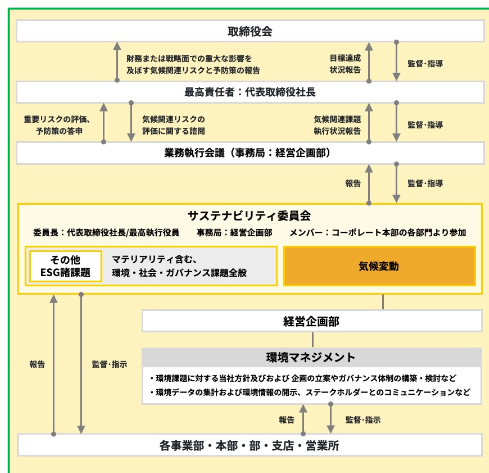 取締役会
財務または戦略面での重大な影響を
及ぼす気候関連リスクと予防策の報告
目標達成
状況報告
監督･指導
最高責任者：代表取締役社長
重要リスクの評価、
予防策の答申
気候関連リスクの
評価に関する諮問
気候関連課題
執行状況報告
監督･指導
業務執行会議（事務局：経営企画部）
報告
監督･指導
サステナビリティ委員会
委員長：代表取締役社長/最高執行役員　事務局：経営企画部　メンバー：コーポレート本部の各部門より参加
その他
ESG諸課題
マテリアリティ含む、
環境・社会・ガバナンス課題全般
気候変動
経営企画部
環境マネジメント
・環境課題に対する当社方針及びおよび 企画の立案やガバナンス体制の構築・検討など
・環境データの集計および環境情報の開示、ステークホルダーとのコミュニケーションなど
報告
監督･指示
報告
監督･指示
各事業部・本部・部・支店・営業所